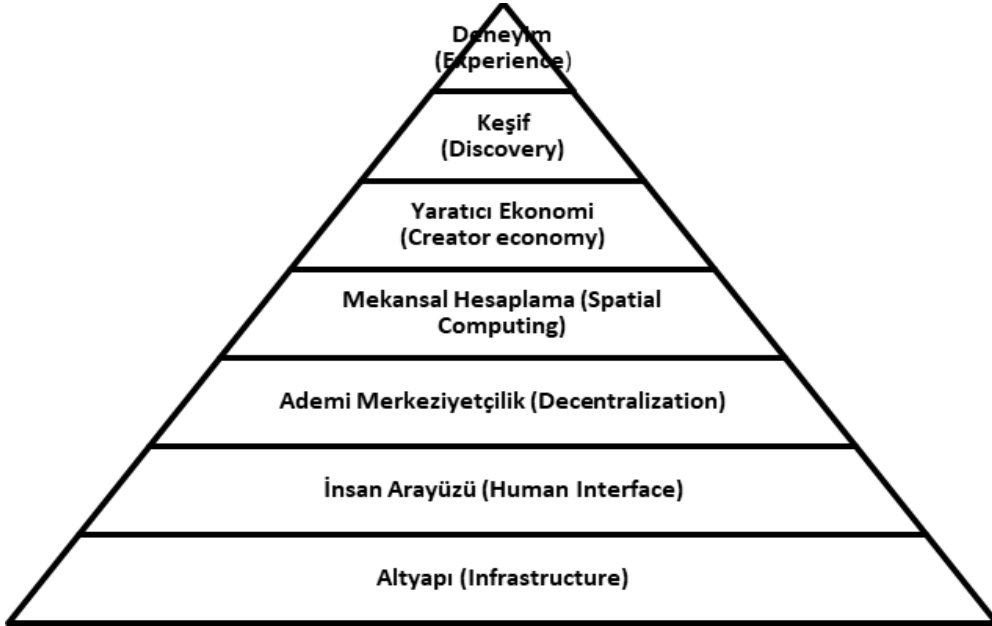 Deneyim
(Experience)
Keşif
(Discovery)
Yaratıcı Ekonomi
(Creator economy)
Mekansal Hesaplama (Spatial
Computing)
Ademi Merkeziyetçilik (Decentralization)
İnsan Arayüzü (Human Interface)
Altyapı (Infrastructure)